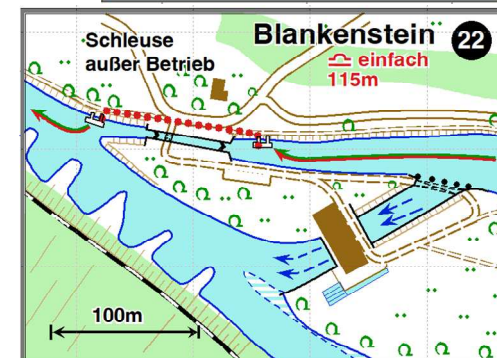 Schleuse
außer Betrieb
Blankenstein 22
einfach
115m
100m